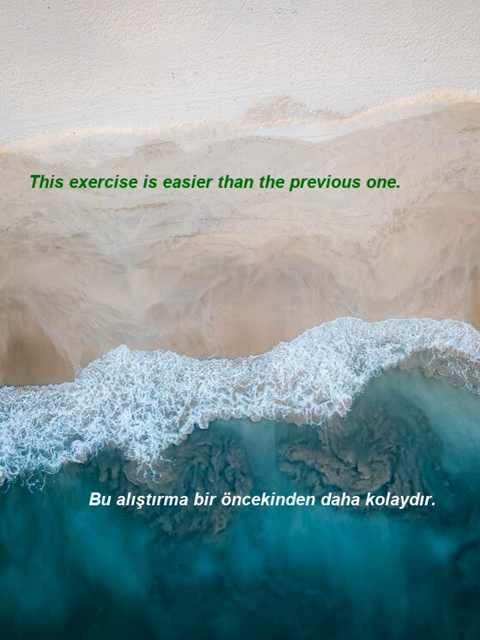 This exercise is easier than the previous one.
Bu alıştırma bir öncekinden daha kolaydır.